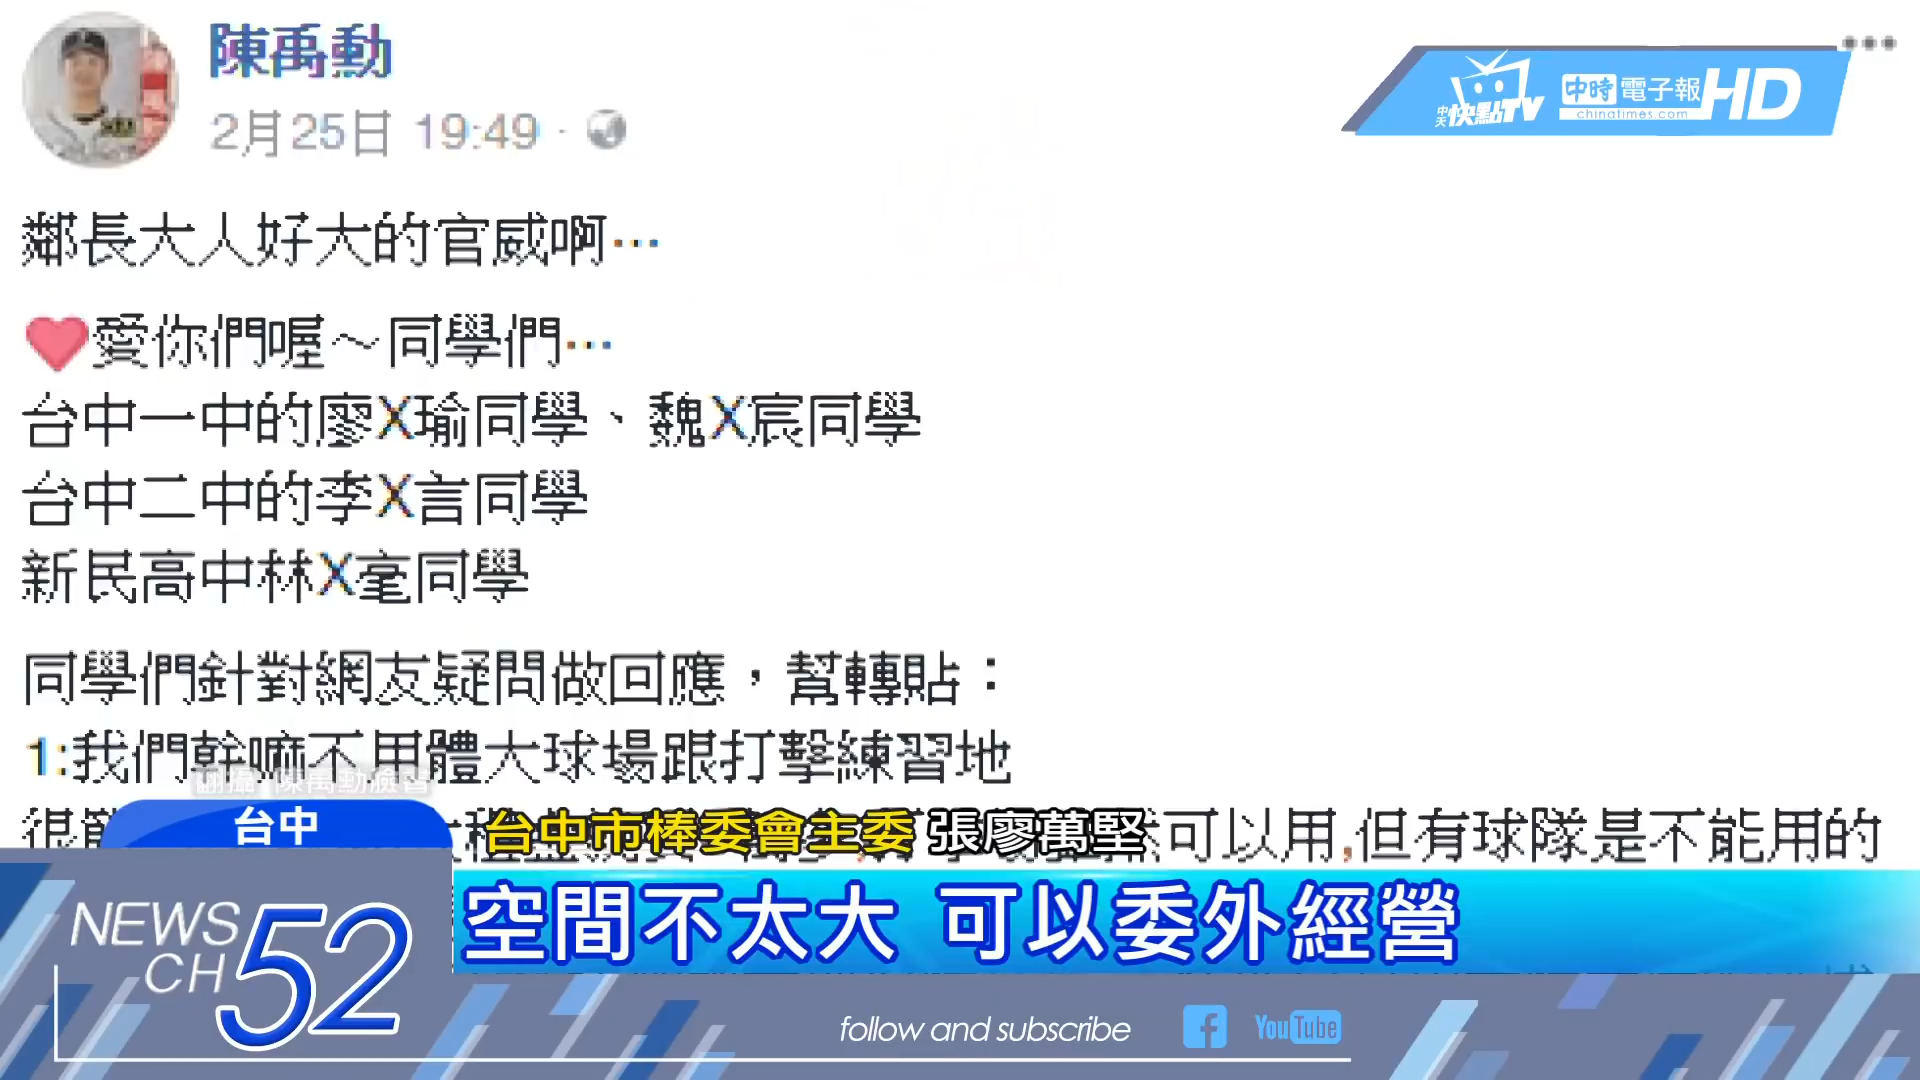 陳禹勳
2月25日 19:49
中天快點TV 中時電子報 HD
chinatimes.com
鄰長大人好大的官威啊…
愛你們喔～同學們…
台中一中的廖X瑜同學、魏X宸同學
台中二中的李X言同學
新民高中林X毫同學
同學們針對網友疑問做回應，幫轉貼：
1:我們幹嘛不用體大球場跟打擊練習地
翻攝 陳禹勳臉書
很
可以用,但有球隊是不能用的
台中
台中市棒委會主委 張廖萬堅
空間不太大 可以委外經營
NEWS
CH 52
follow and subscribe
YouTube